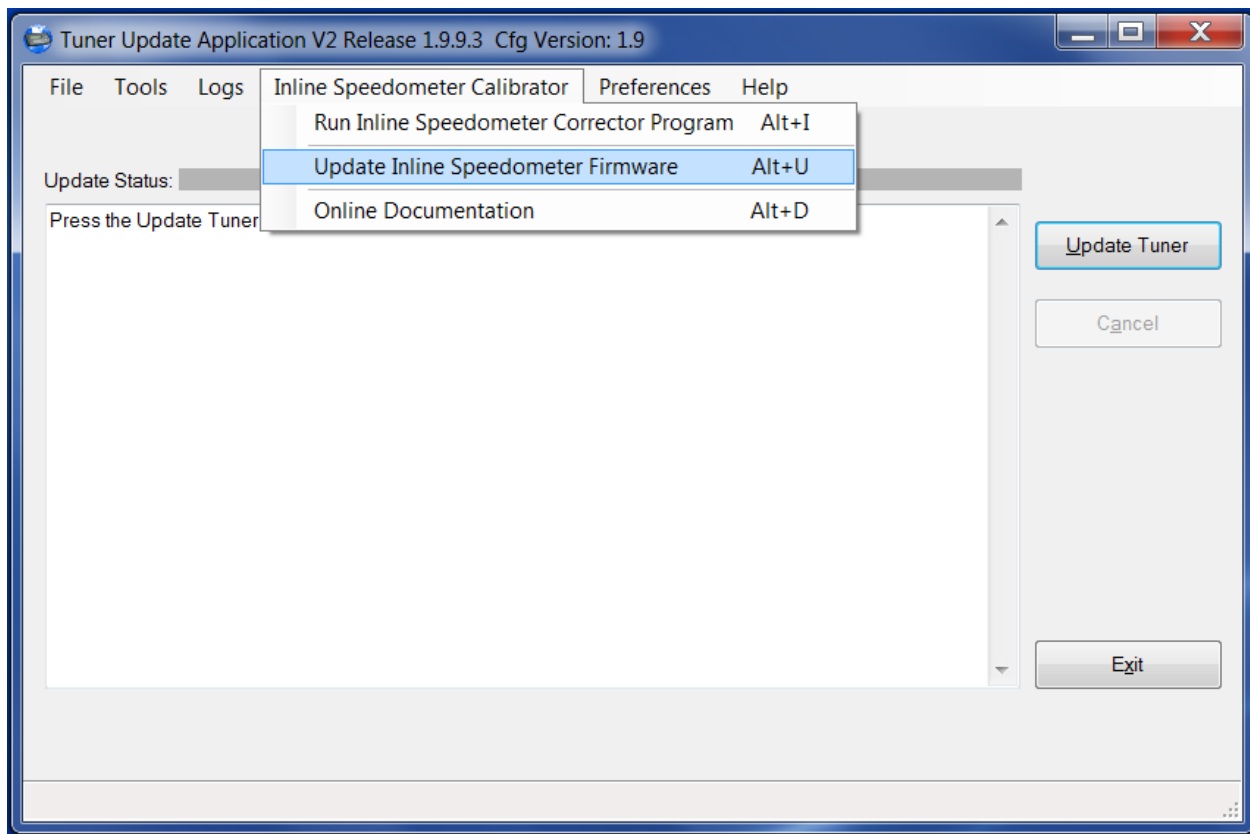 Tuner Update Application V2 Release 1.9.9.3  Cfg Version: 1.9
File Tools Logs Inline Speedometer Calibrator Preferences Help
Run Inline Speedometer Corrector Program Alt+I
Update Inline Speedometer Firmware Alt+U
Online Documentation Alt+D
Update Status:
Press the Update Tuner
Update Tuner
Cancel
Exit